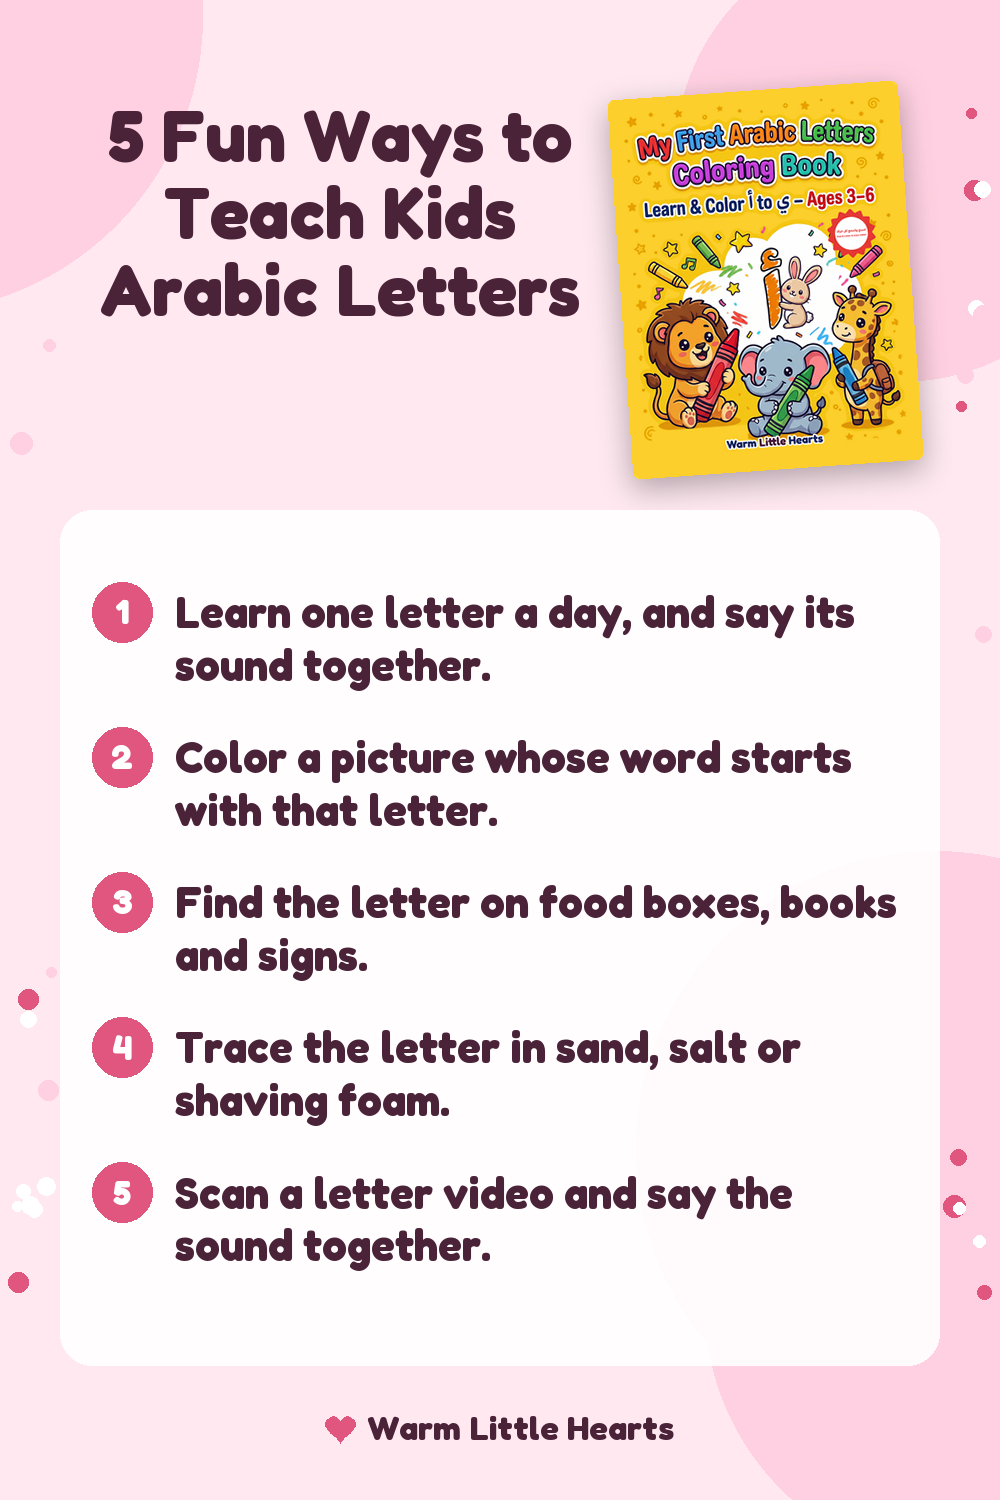 5 Fun Ways to
Teach Kids
Arabic Letters
My First Arabic Letters
Coloring Book
Learn & Color أ to ي – Ages 3–6
أ
Warm Little Hearts
1
Learn one letter a day, and say its
sound together.
2
Color a picture whose word starts
with that letter.
3
Find the letter on food boxes, books
and signs.
4
Trace the letter in sand, salt or
shaving foam.
5
Scan a letter video and say the
sound together.
Warm Little Hearts